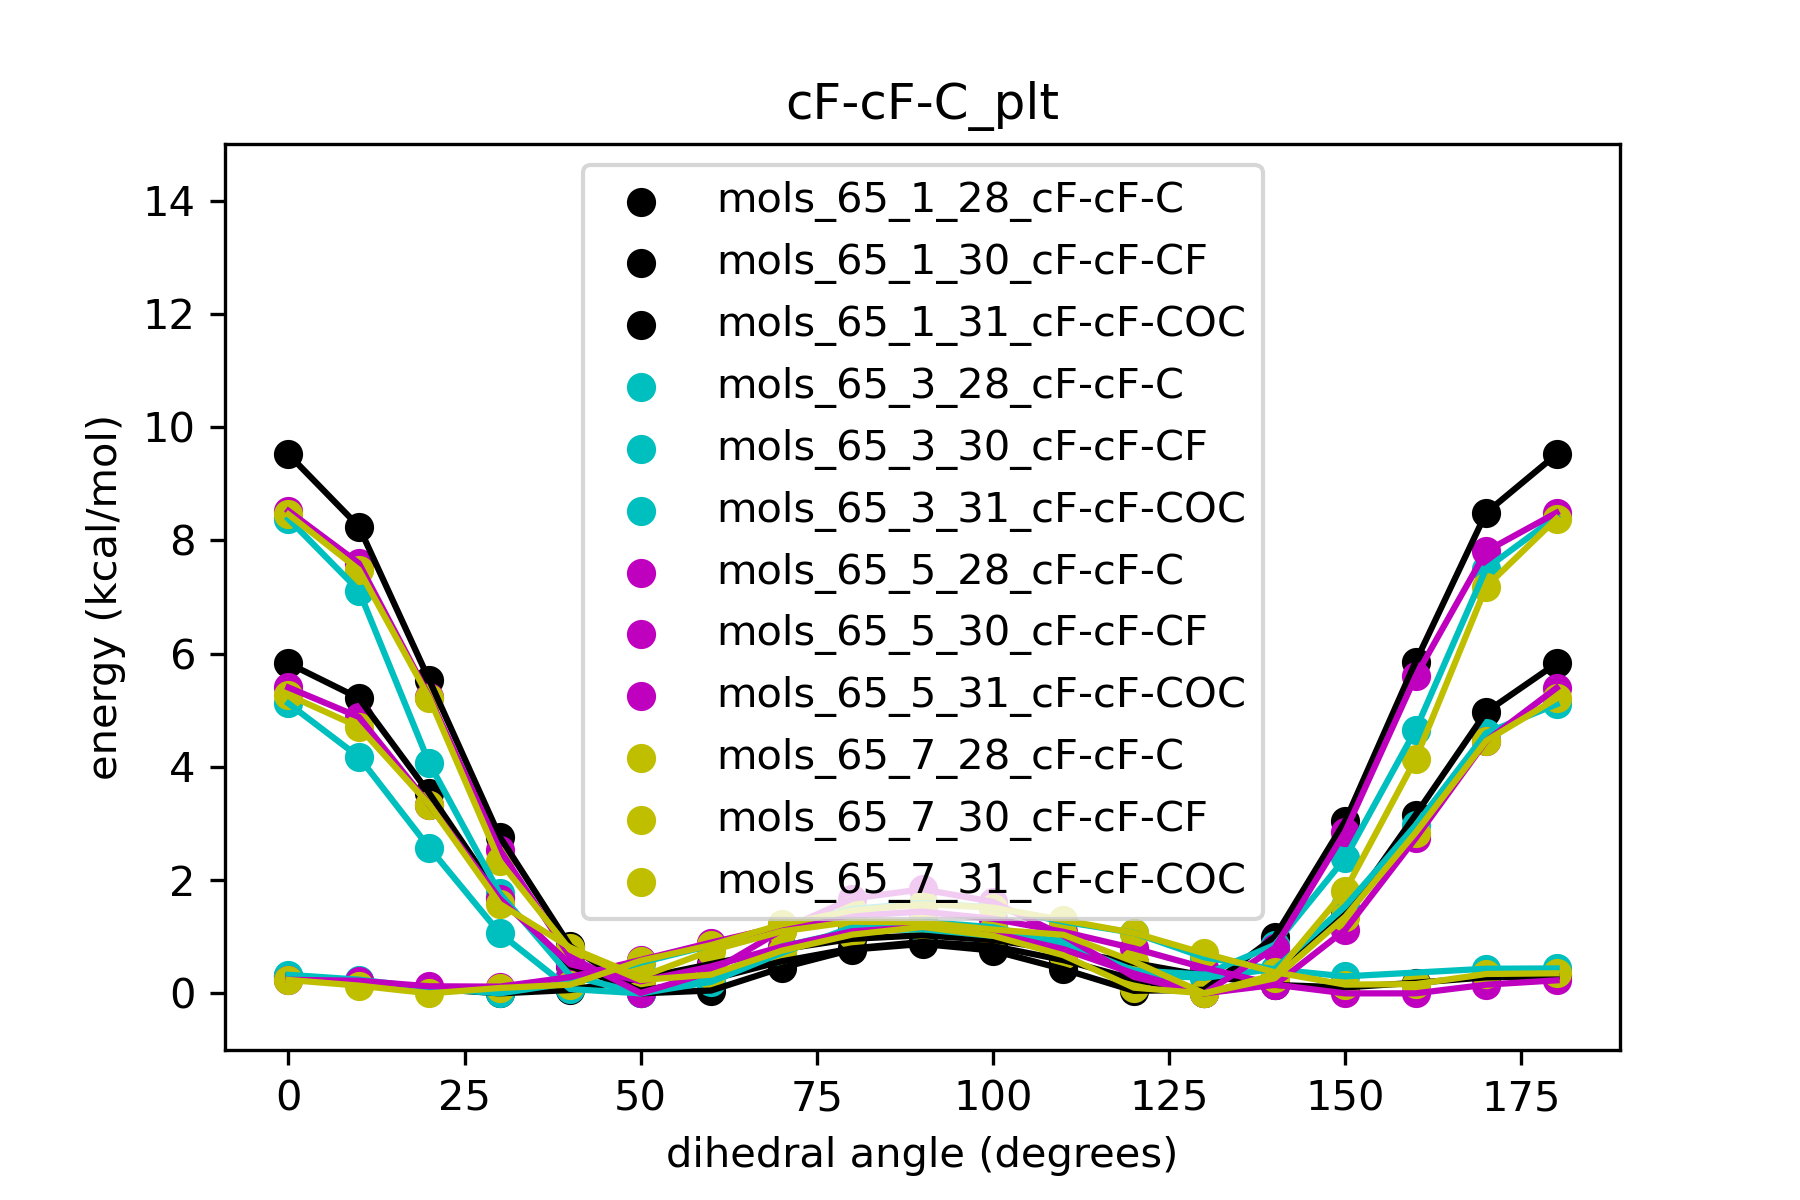 cF-cF-C_plt
mols_65_1_28_cF-cF-C
mols_65_1_30_cF-cF-CF
mols_65_1_31_cF-cF-COC
mols_65_3_28_cF-cF-C
mols_65_3_30_cF-cF-CF
mols_65_3_31_cF-cF-COC
mols_65_5_28_cF-cF-C
mols_65_5_30_cF-cF-CF
mols_65_5_31_cF-cF-COC
mols_65_7_28_cF-cF-C
mols_65_7_30_cF-cF-CF
mols_65_7_31_cF-cF-COC
14
12
10
8
6
4
2
0
energy (kcal/mol)
0 25 50 75 100 125 150 175
dihedral angle (degrees)